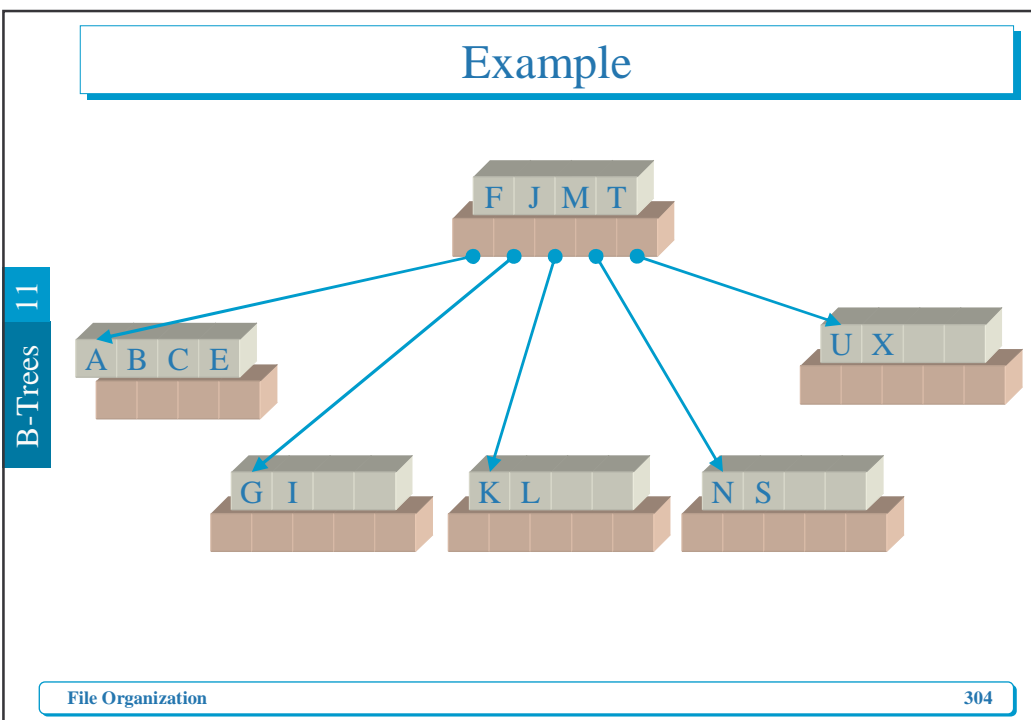 Example
F J M T
11
B-Trees
A B C E
U X
G I
K L
N S
File Organization 304